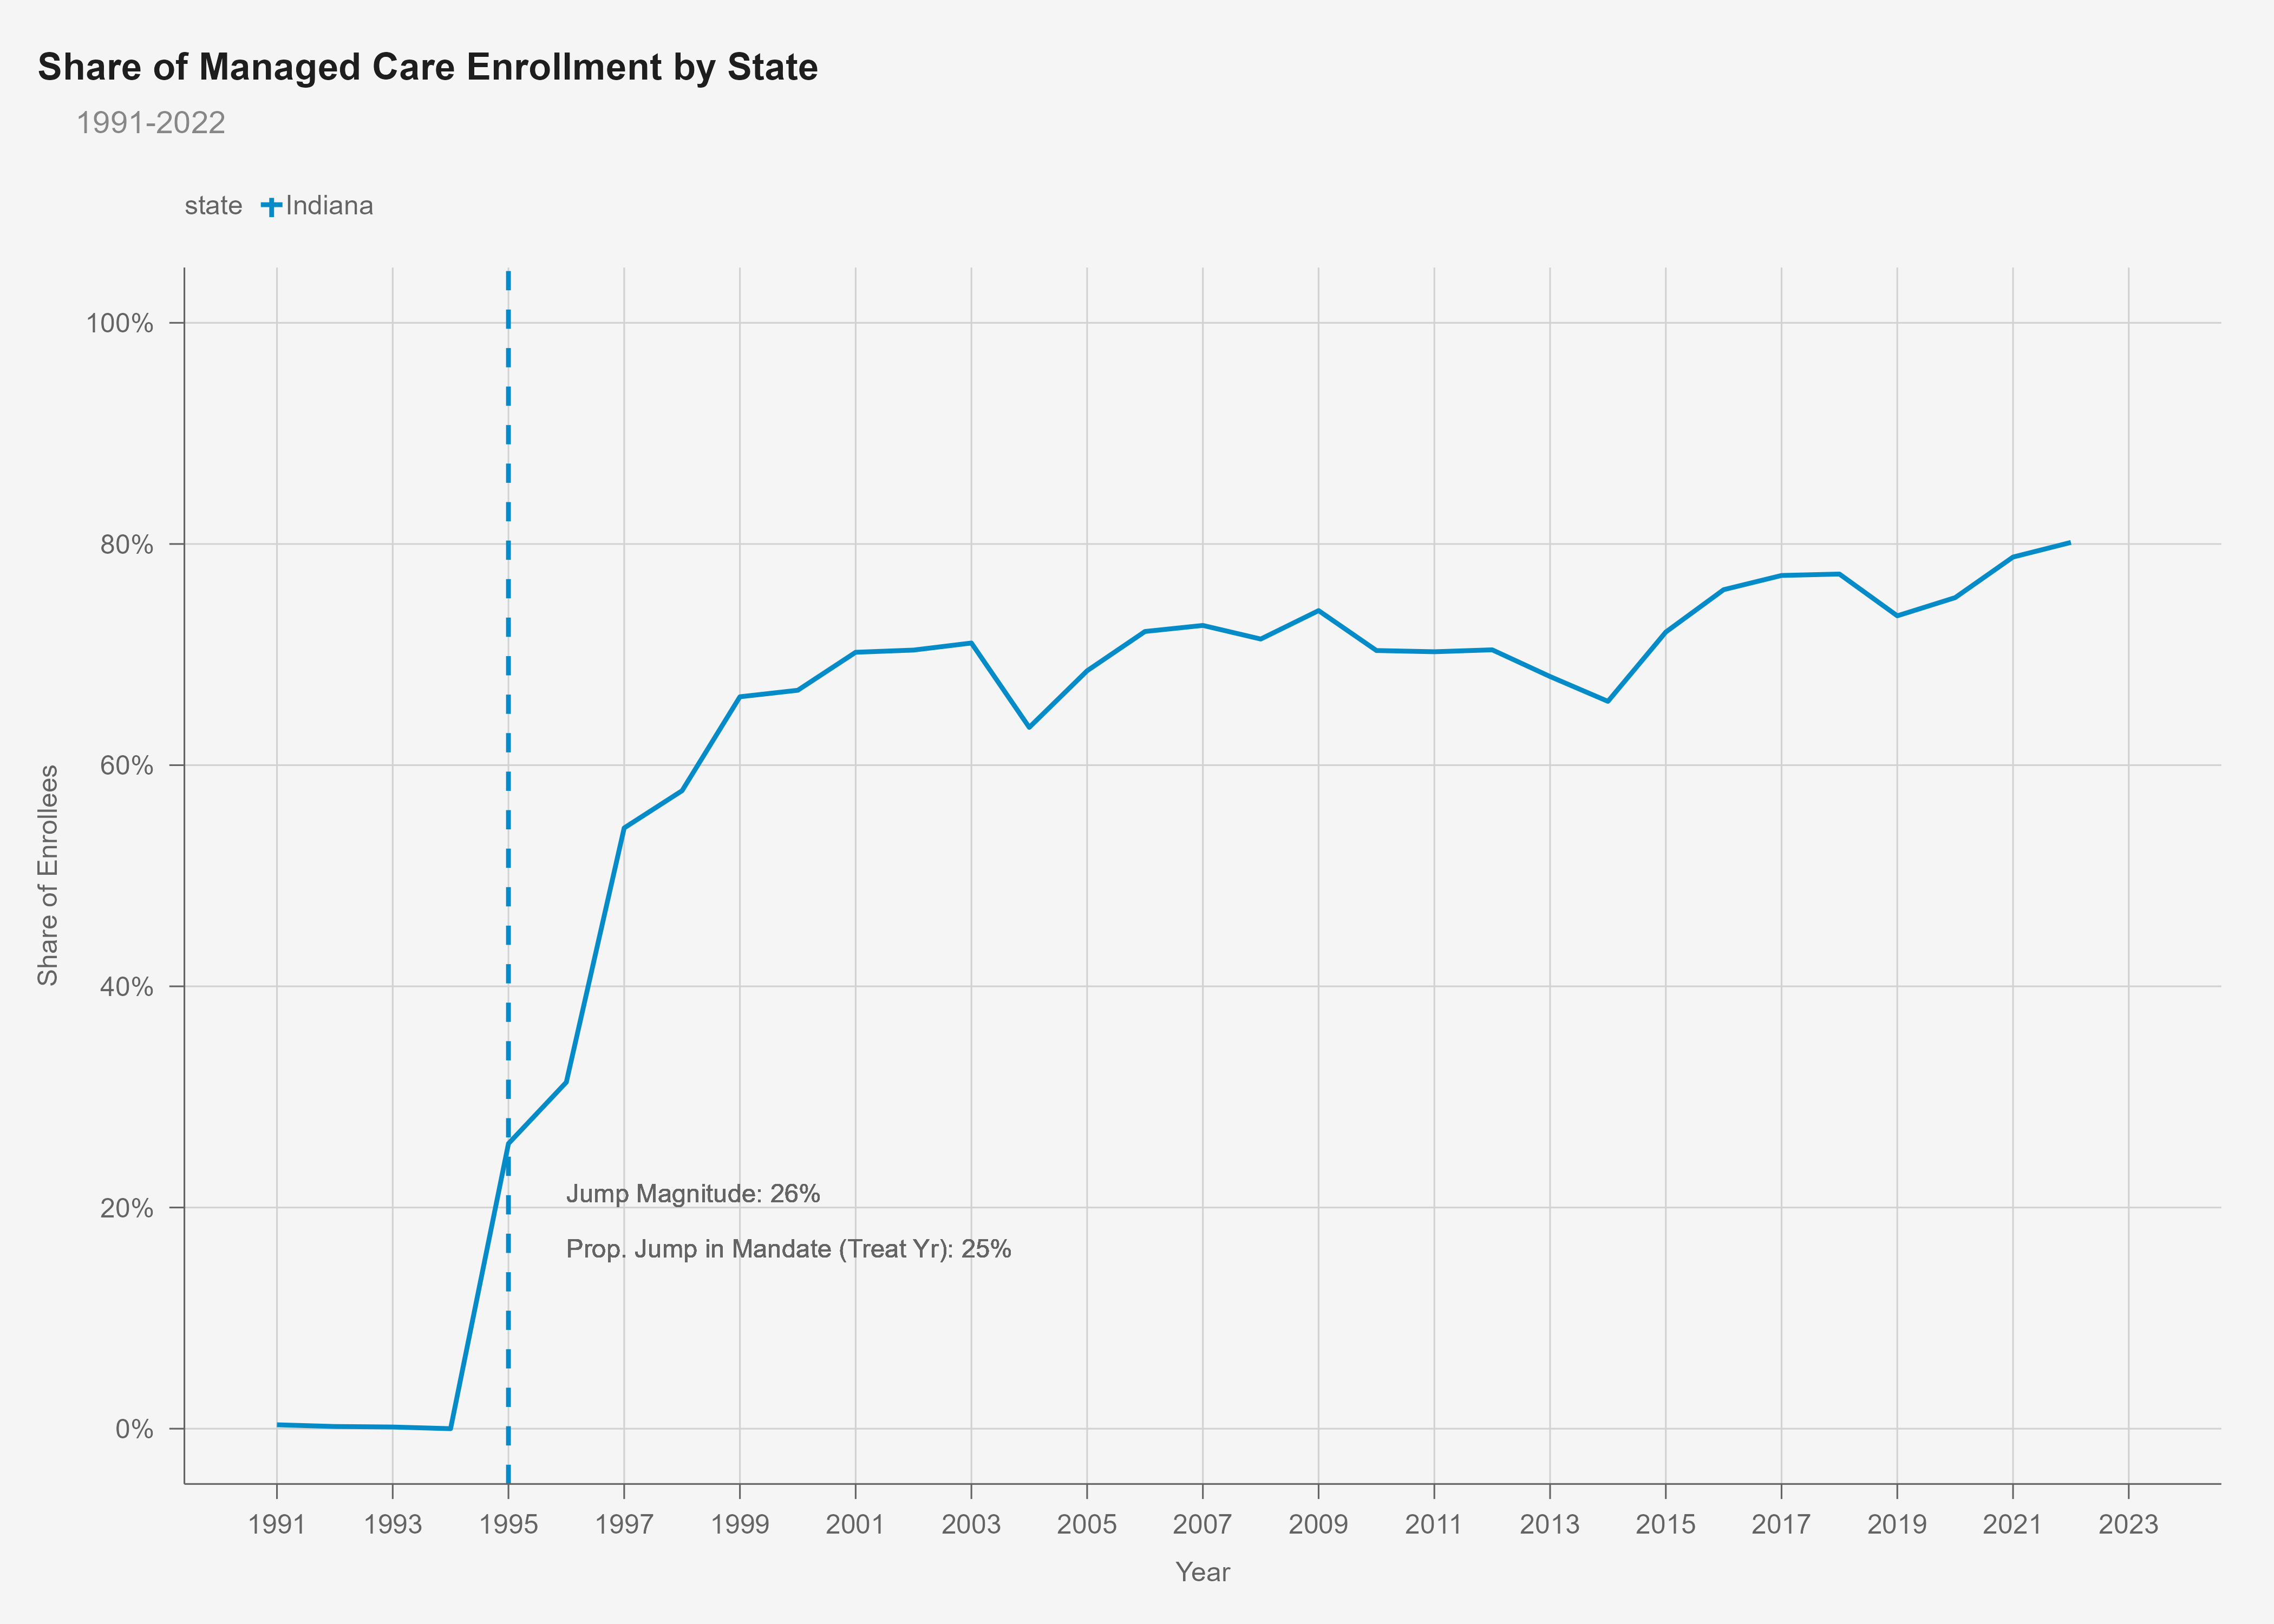 Share of Managed Care Enrollment by State
1991-2022
state Indiana
100%
80%
60%
40%
20%
0%
Share of Enrollees
Jump Magnitude: 26%
Prop. Jump in Mandate (Treat Yr): 25%
1991 1993 1995 1997 1999 2001 2003 2005 2007 2009 2011 2013 2015 2017 2019 2021 2023
Year